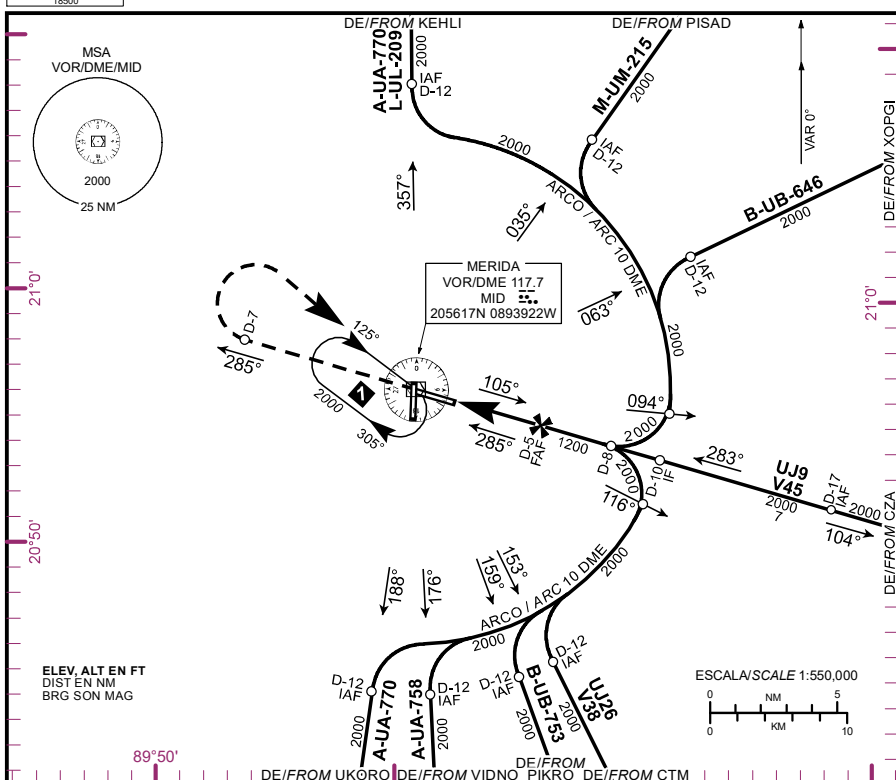 18500
DE/FROM KEHLI
DE/FROM PISAD
MSA
VOR/DME/MID
2000
25 NM
A-UA-770
L-UL-209
2000
IAF
D-12
M-UM-215
2000
IAF
D-12
VAR 0°
DE/FROM XOPGI
2000
ARCO / ARC 10 DME
B-UB-646
2000
IAF
D-12
357°
035°
063°
21°0'
21°0'
MERIDA
VOR/DME 117.7
MID
205617N 0893922W
2000
D-7
285°
125°
1
2000
305°
105°
285°
D-5
FAF
1200
094°
2000
D-8
2000
D-10
IF
283°
UJ9
V45
2000
7
D-17
IAF
2000
104°
DE/FROM CZA
116°
20°50'
2000
ARCO / ARC 10 DME
2000
188°
176°
159°
153°
D-12
IAF
D-12
IAF
D-12
IAF
D-12
IAF
A-UA-770
2000
A-UA-758
2000
B-UB-753
2000
UJ26
V38
2000
ELEV, ALT EN FT
DIST EN NM
BRG SON MAG
ESCALA/SCALE 1:550,000
0 NM 5
0 KM 10
89°50'
DE/FROM UKORO
DE/FROM VIDNO
DE/FROM
PIKRO
DE/FROM CTM